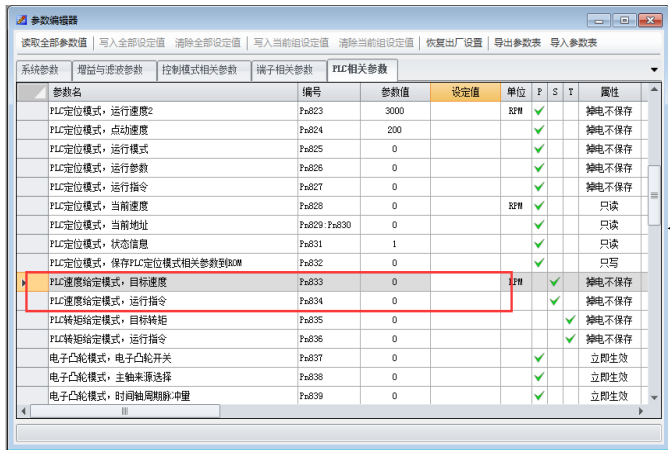 参数编辑器
读取全部参数值 写入全部设定值 清除全部设定值 写入当前组设定值 清除当前组设定值 恢复出厂设置 导出参数表 导入参数表
系统参数 增益与滤波参数 控制模式相关参数 端子相关参数 PLC相关参数
参数名 编号 参数值 设定值 单位 P S T 属性
PLC定位模式，运行速度2 Pn823 3000 RPM 掉电不保存
PLC定位模式，点动速度 Pn824 200 掉电不保存
PLC定位模式，运行模式 Pn825 0 掉电不保存
PLC定位模式，运行参数 Pn826 0 掉电不保存
PLC定位模式，运行指令 Pn827 0 掉电不保存
PLC定位模式，当前速度 Pn828 0 RPM 只读
PLC定位模式，当前地址 Pn829:Pn830 0 只读
PLC定位模式，状态信息 Pn831 1 只读
PLC定位模式，保存PLC定位模式相关参数到ROM Pn832 0 只写
PLC速度给定模式，目标速度 Pn833 0 RPM 掉电不保存
PLC速度给定模式，运行指令 Pn834 0 掉电不保存
PLC转矩给定模式，目标转矩 Pn835 0 掉电不保存
PLC转矩给定模式，运行指令 Pn836 0 掉电不保存
电子凸轮模式，电子凸轮开关 Pn837 0 立即生效
电子凸轮模式，主轴来源选择 Pn838 0 立即生效
电子凸轮模式，时间轴周期脉冲量 Pn839 0 立即生效